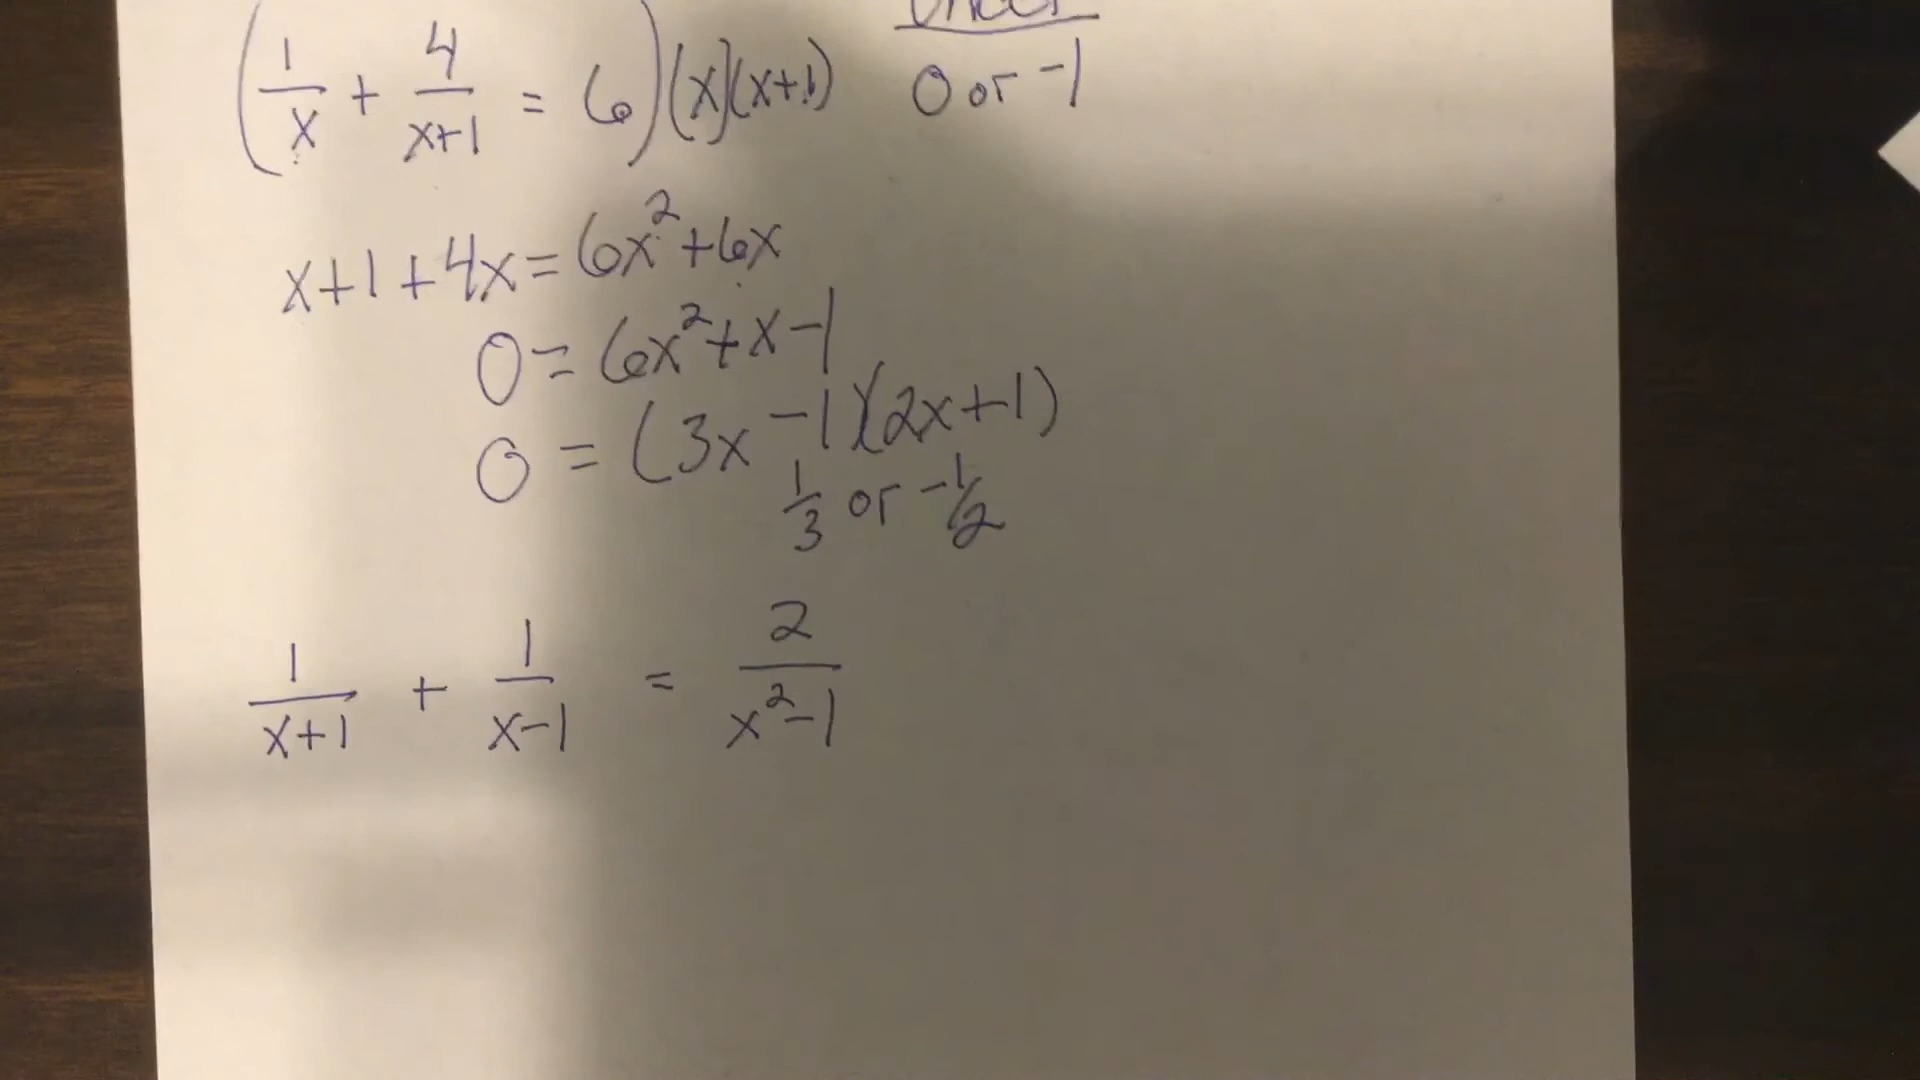 (1/x + 4/(x+1) = 6)(x)(x+1)
0 or -1
x+1+4x=6x²+6x
0=6x²+x-1
0=(3x-1)(2x+1)
1/3 or -1/2
1/(x+1) + 1/(x-1) = 2/(x²-1)